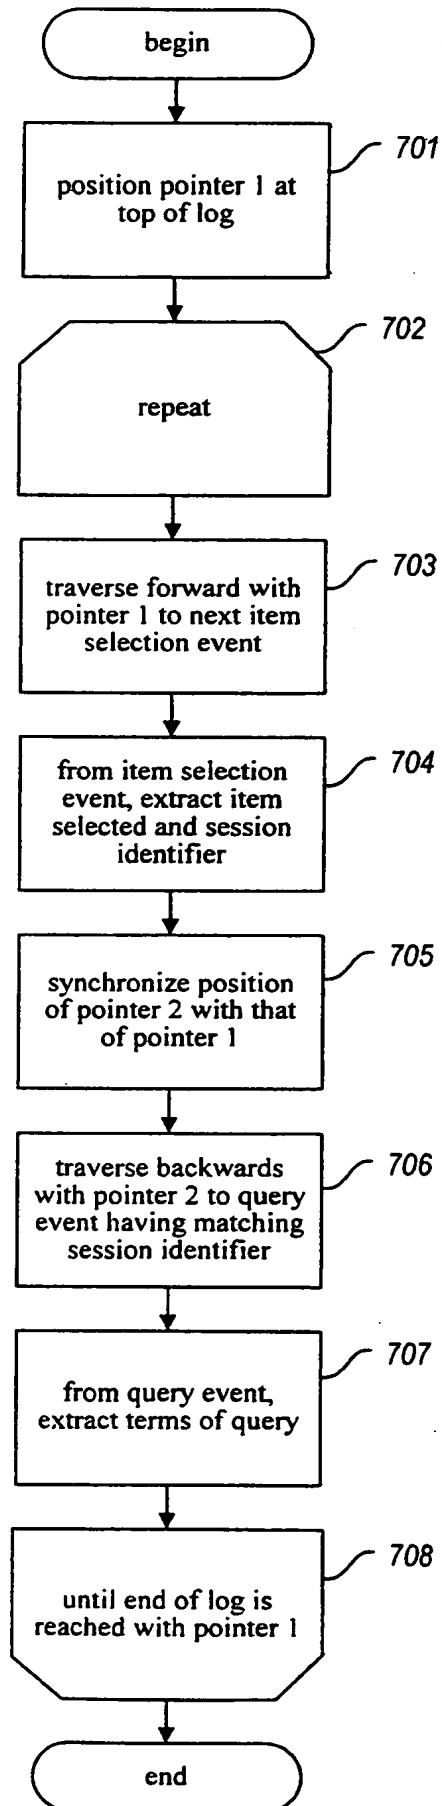 begin
701
position pointer 1 at
top of log
702
repeat
703
traverse forward with
pointer 1 to next item
selection event
704
from item selection
event, extract item
selected and session
identifier
705
synchronize position
of pointer 2 with that
of pointer 1
706
traverse backwards
with pointer 2 to query
event having matching
session identifier
707
from query event,
extract terms of query
708
until end of log is
reached with pointer 1
end